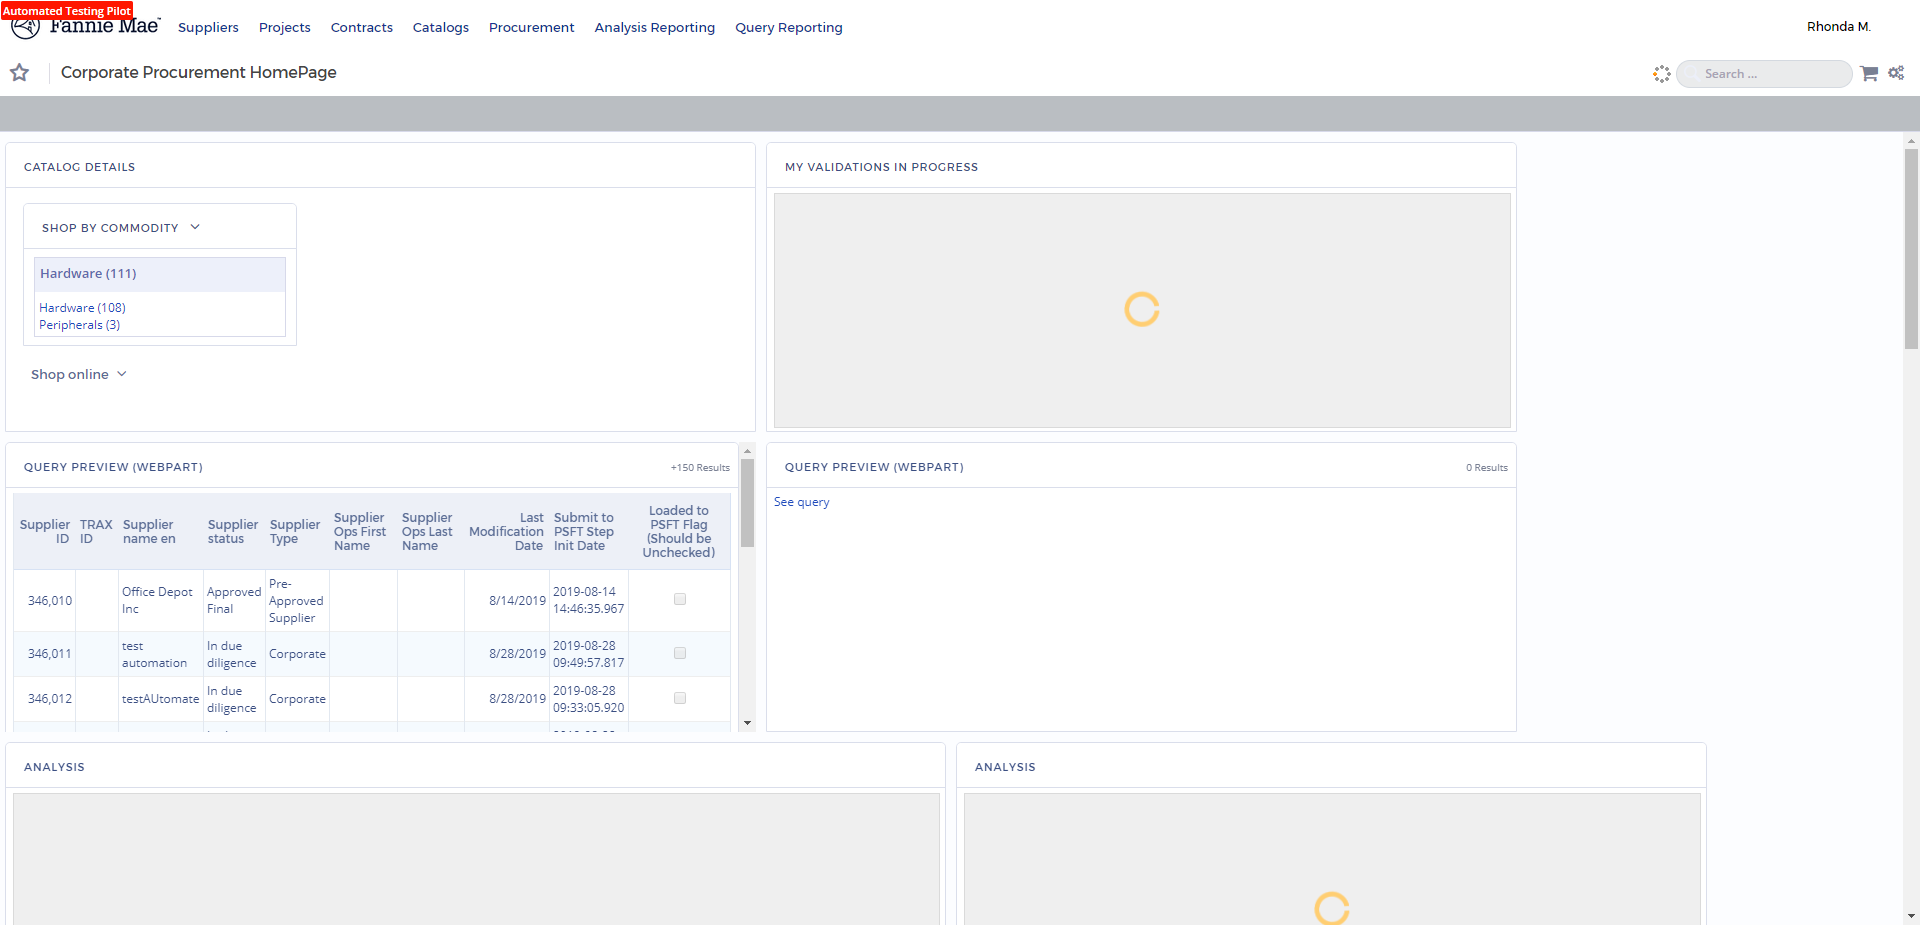 Automated Testing Pilot
Fannie Mae
Suppliers Projects Contracts Catalogs Procurement Analysis Reporting Query Reporting
Rhonda M.
Corporate Procurement HomePage
Search ...
CATALOG DETAILS
SHOP BY COMMODITY
Hardware (111)
Hardware (108)
Peripherals (3)
Shop online
MY VALIDATIONS IN PROGRESS
QUERY PREVIEW (WEBPART) +150 Results
Supplier ID TRAX ID Supplier name en Supplier status Supplier Type Supplier Ops First Name Supplier Ops Last Name Last Modification Date Submit to PSFT Step Init Date Loaded to PSFT Flag (Should be Unchecked)
346,010 Office Depot Inc Approved Final Pre-Approved Supplier 8/14/2019 2019-08-14 14:46:35.967
346,011 test automation In due diligence Corporate 8/28/2019 2019-08-28 09:49:57.817
346,012 testAUtomate In due diligence Corporate 8/28/2019 2019-08-28 09:33:05.920
QUERY PREVIEW (WEBPART) 0 Results
See query
ANALYSIS
ANALYSIS